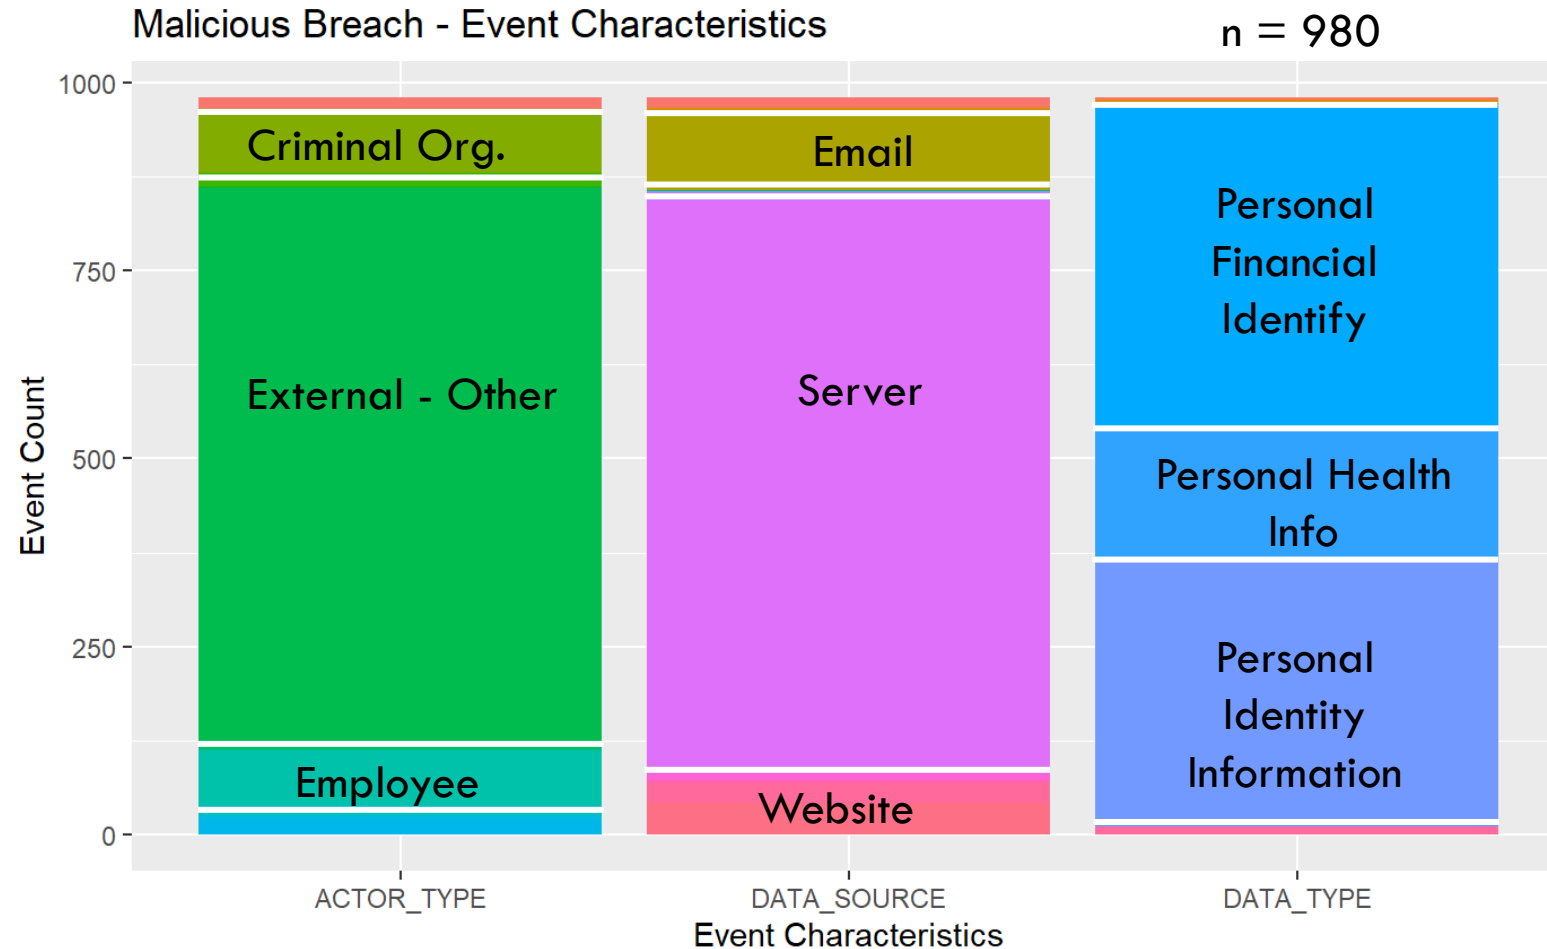 Malicious Breach - Event Characteristics
n = 980
Event Count
1000
750
500
250
0
Criminal Org.
External - Other
Employee
Email
Server
Website
Personal
Financial
Identify
Personal Health
Info
Personal
Identity
Information
ACTOR_TYPE
DATA_SOURCE
DATA_TYPE
Event Characteristics